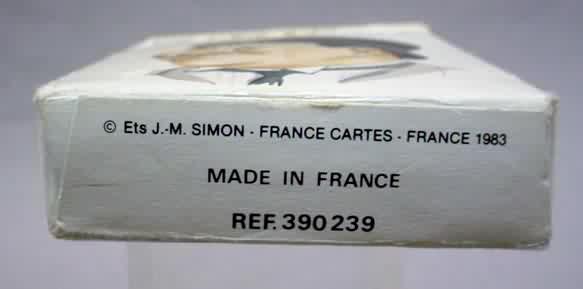 © Ets J.-M. SIMON - FRANCE CARTES - FRANCE 1983
MADE IN FRANCE
REF. 390239